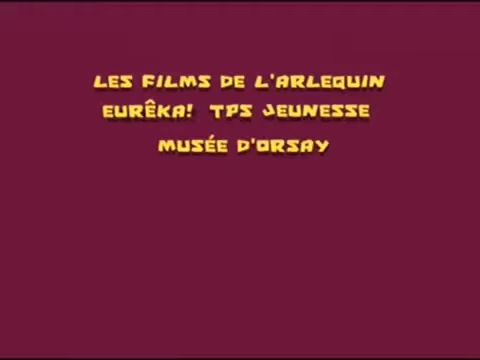 LES FILMS DE L'ARLEQUIN
EURÊKA! TPS JEUNESSE
MUSÉE D'ORSAY